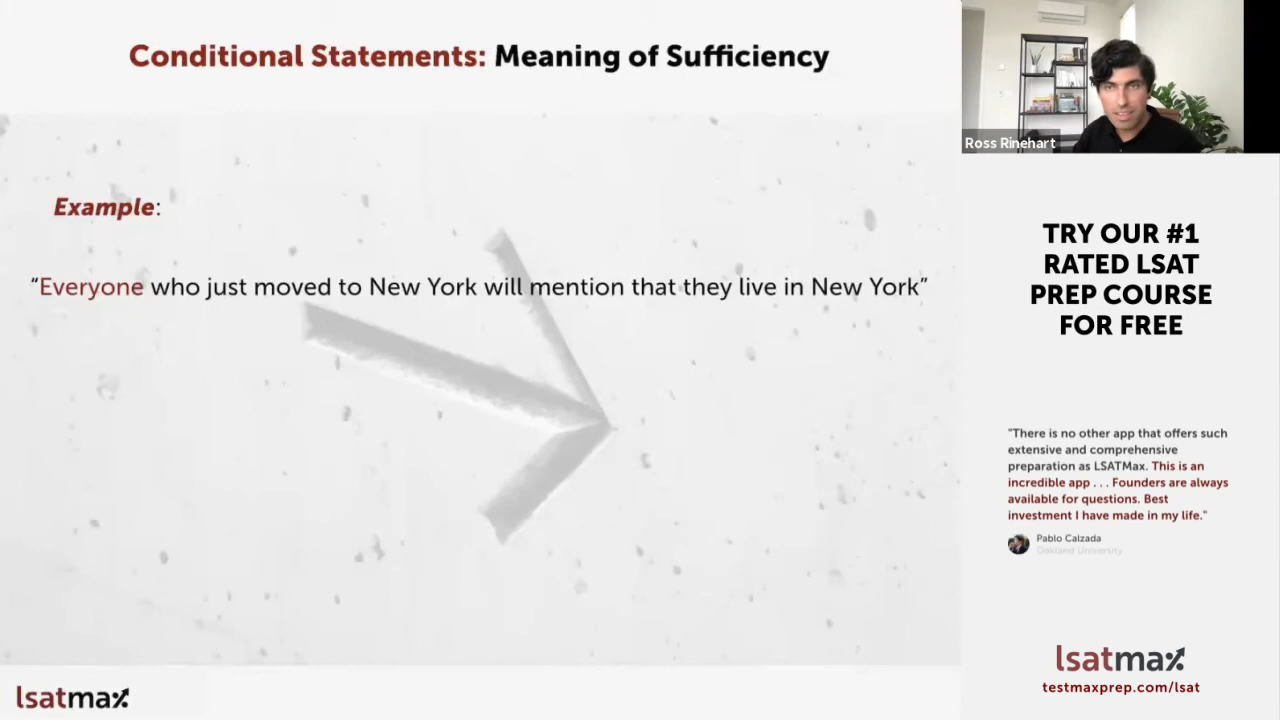 Conditional Statements: Meaning of Sufficiency
Example:
“Everyone who just moved to New York will mention that they live in New York”
lsatmax
Ross Rinehart
TRY OUR #1
RATED LSAT
PREP COURSE
FOR FREE
"There is no other app that offers such
extensive and comprehensive
preparation as LSATMax. This is an
incredible app . . . Founders are always
available for questions. Best
investment I have made in my life."
Pablo Calzada
Oakland University
lsatmax
testmaxprep.com/lsat